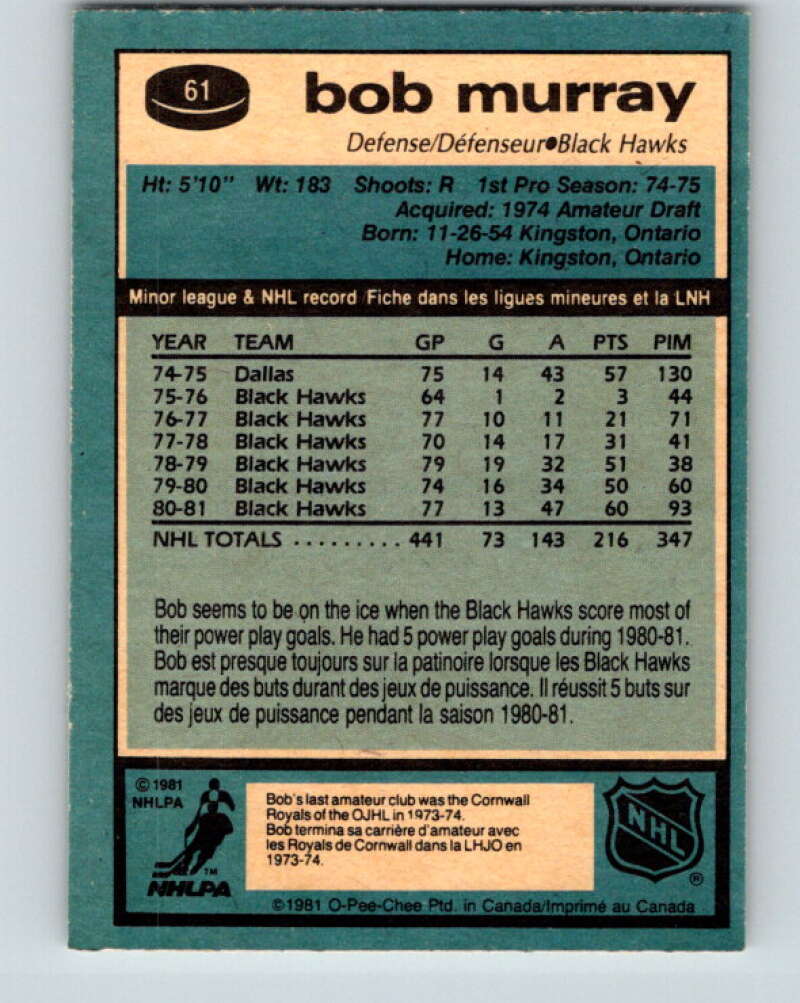 61
bob murray
Defense/Défenseur•Black Hawks
Ht: 5'10" Wt: 183 Shoots: R 1st Pro Season: 74-75
Acquired: 1974 Amateur Draft
Born: 11-26-54 Kingston, Ontario
Home: Kingston, Ontario
Minor league & NHL record Fiche dans les ligues mineures et la LNH
YEAR TEAM GP G A PTS PIM
74-75 Dallas 75 14 43 57 130
75-76 Black Hawks 64 1 2 3 44
76-77 Black Hawks 77 10 11 21 71
77-78 Black Hawks 70 14 17 31 41
78-79 Black Hawks 79 19 32 51 38
79-80 Black Hawks 74 16 34 50 60
80-81 Black Hawks 77 13 47 60 93
NHL TOTALS ......... 441 73 143 216 347
Bob seems to be on the ice when the Black Hawks score most of
their power play goals. He had 5 power play goals during 1980-81.
Bob est presque toujours sur la patinoire lorsque les Black Hawks
marque des buts durant des jeux de puissance. Il réussit 5 buts sur
des jeux de puissance pendant la saison 1980-81.
© 1981
NHLPA
TM
NHLPA
Bob's last amateur club was the Cornwall
Royals of the OJHL in 1973-74.
Bob termina sa carrière d'amateur avec
les Royals de Cornwall dans la LHJO en
1973-74.
NHL
®
©1981 O-Pee-Chee Ptd. in Canada/Imprimé au Canada